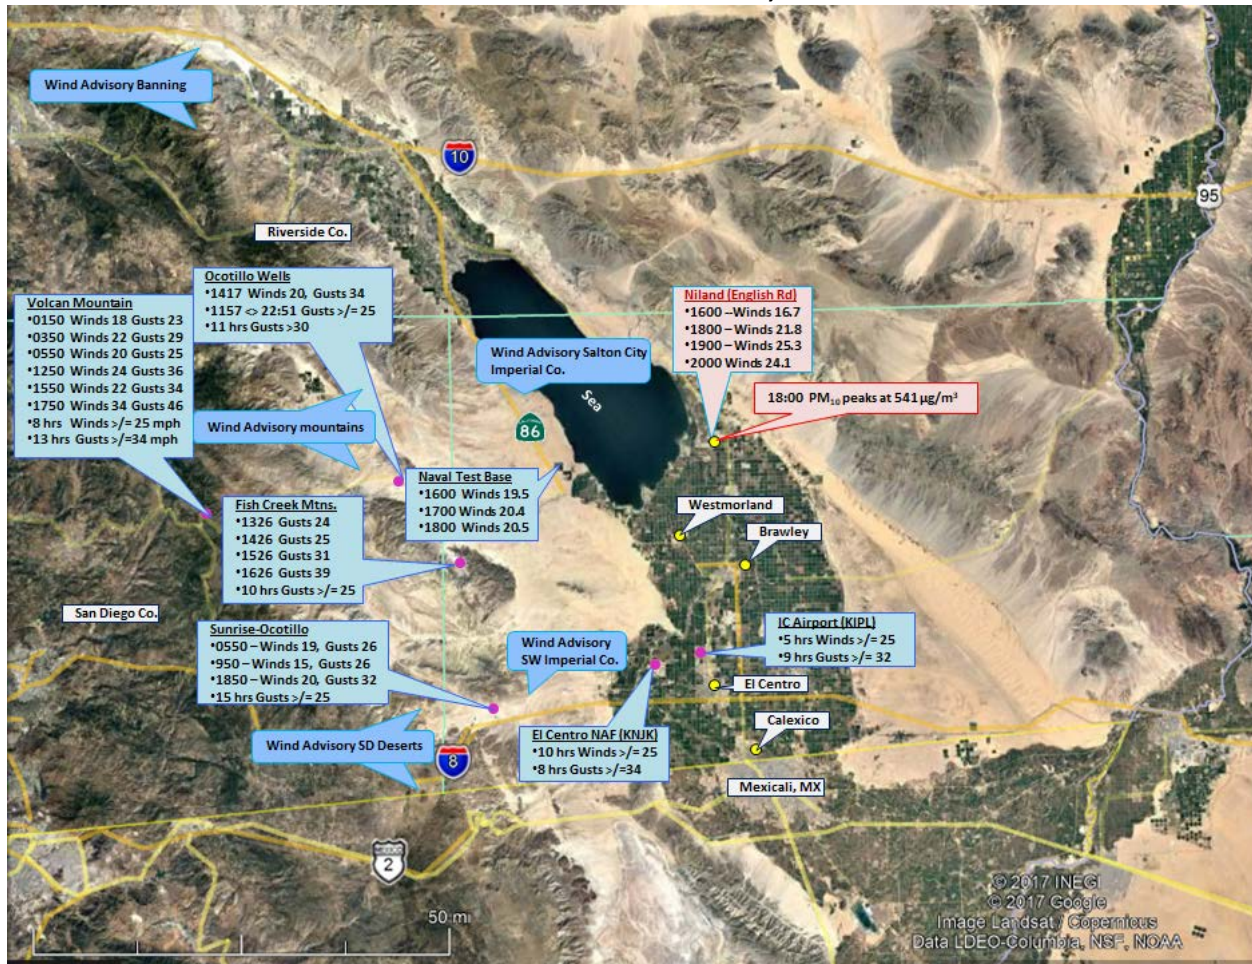 Wind Advisory Banning
10
95
Riverside Co.
Ocotillo Wells
•1417 Winds 20, Gusts 34
•1157 <> 22:51 Gusts >/= 25
•11 hrs Gusts >30
Volcan Mountain
•0150 Winds 18 Gusts 23
•0350 Winds 22 Gusts 29
•0550 Winds 20 Gusts 25
•1250 Winds 24 Gusts 36
•1550 Winds 22 Gusts 34
•1750 Winds 34 Gusts 46
•8 hrs Winds >/= 25 mph
•13 hrs Gusts >/=34 mph
Niland (English Rd)
•1600 –Winds 16.7
•1800 – Winds 21.8
•1900 – Winds 25.3
•2000 Winds 24.1
Wind Advisory Salton City
Imperial Co.
Sea
18:00 PM10 peaks at 541 µg/m³
86
Wind Advisory mountains
Naval Test Base
•1600 Winds 19.5
•1700 Winds 20.4
•1800 Winds 20.5
Fish Creek Mtns.
•1326 Gusts 24
•1426 Gusts 25
•1526 Gusts 31
•1626 Gusts 39
•10 hrs Gusts >/= 25
Westmorland
Brawley
San Diego Co.
Sunrise-Ocotillo
•0550 – Winds 19, Gusts 26
•950 – Winds 15, Gusts 26
•1850 – Winds 20, Gusts 32
•15 hrs Gusts >/= 25
Wind Advisory
SW Imperial Co.
IC Airport (KIPL)
•5 hrs Winds >/= 25
•9 hrs Gusts >/= 32
El Centro
Calexico
Wind Advisory SD Deserts
8
El Centro NAF (KNJK)
•10 hrs Winds >/= 25
•8 hrs Gusts >/=34
Mexicali, MX
MEXICO
2
50 mi
© 2017 INEGI
© 2017 Google
Image Landsat / Copernicus
Data LDEO-Columbia, NSF, NOAA